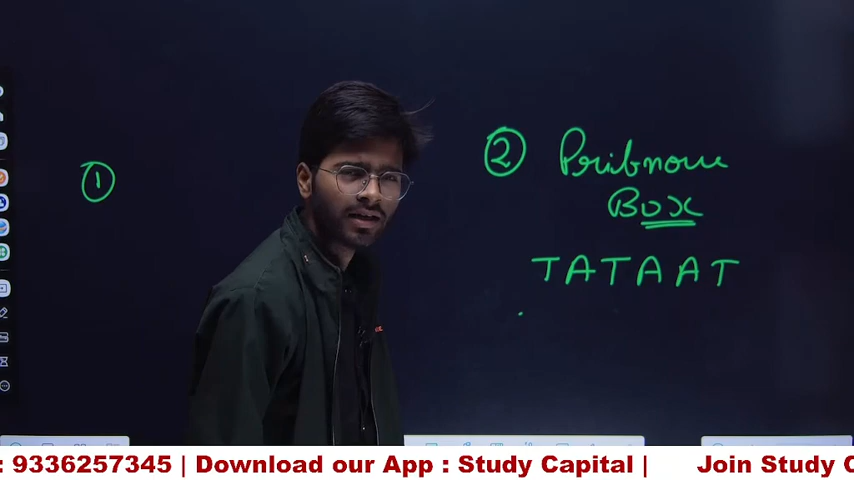 ①
② Pribnow
Box
TATAAT
: 9336257345 | Download our App : Study Capital | Join Study C